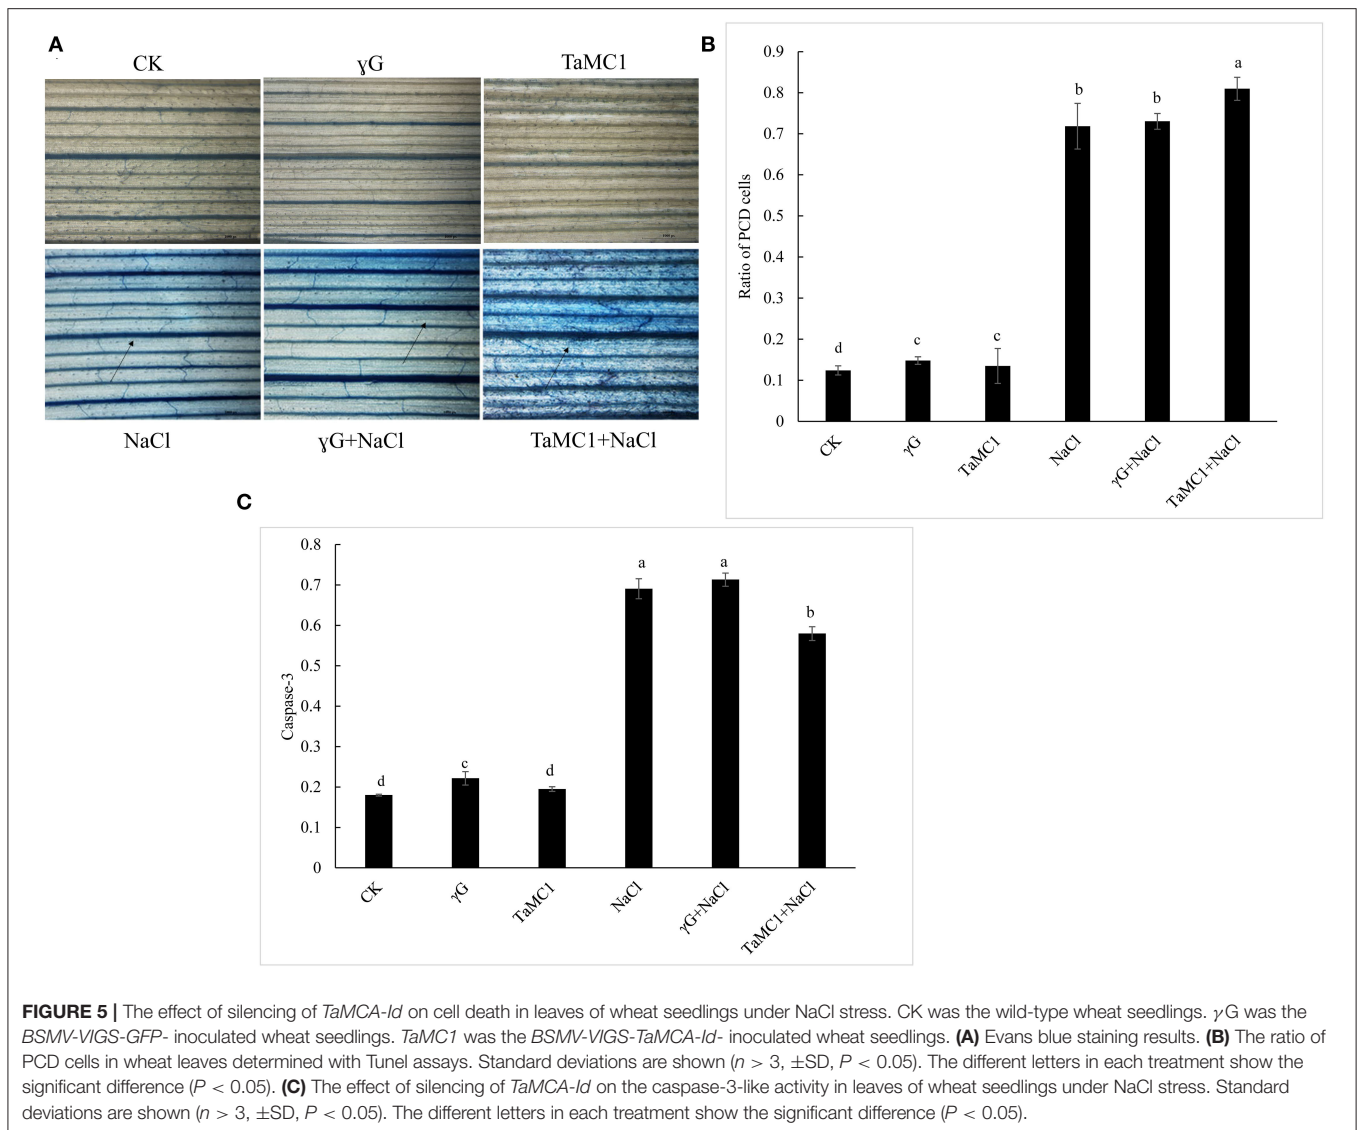 A
CK
ɣG
TaMC1
NaCl
ɣG+NaCl
TaMC1+NaCl
B
Ratio of PCD cells
0.9
0.8
0.7
0.6
0.5
0.4
0.3
0.2
0.1
0
d
c
c
b
b
a
CK
γG
TaMC1
NaCl
γG+NaCl
TaMC1+NaCl
C
Caspase-3
0.8
0.7
0.6
0.5
0.4
0.3
0.2
0.1
0
d
c
d
a
a
b
CK
γG
TaMC1
NaCl
γG+NaCl
TaMC1+NaCl
FIGURE 5 | The effect of silencing of TaMCA-Id on cell death in leaves of wheat seedlings under NaCl stress. CK was the wild-type wheat seedlings. γG was the
BSMV-VIGS-GFP- inoculated wheat seedlings. TaMC1 was the BSMV-VIGS-TaMCA-Id- inoculated wheat seedlings. (A) Evans blue staining results. (B) The ratio of
PCD cells in wheat leaves determined with Tunel assays. Standard deviations are shown (n > 3, ±SD, P < 0.05). The different letters in each treatment show the
significant difference (P < 0.05). (C) The effect of silencing of TaMCA-Id on the caspase-3-like activity in leaves of wheat seedlings under NaCl stress. Standard
deviations are shown (n > 3, ±SD, P < 0.05). The different letters in each treatment show the significant difference (P < 0.05).